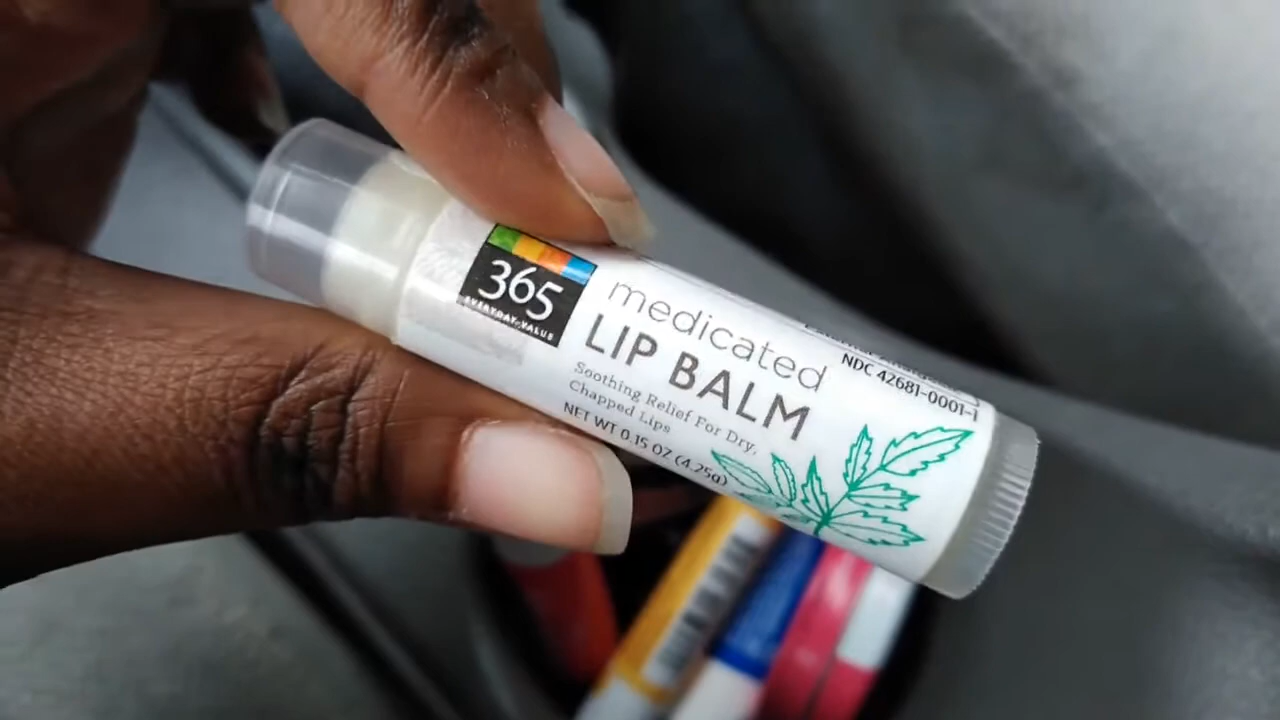 365
EVERYDAY VALUE
medicated
LIP BALM
Soothing Relief For Dry,
Chapped Lips
NET WT 0.15 OZ (4.25g)
NDC 42681-0001-1